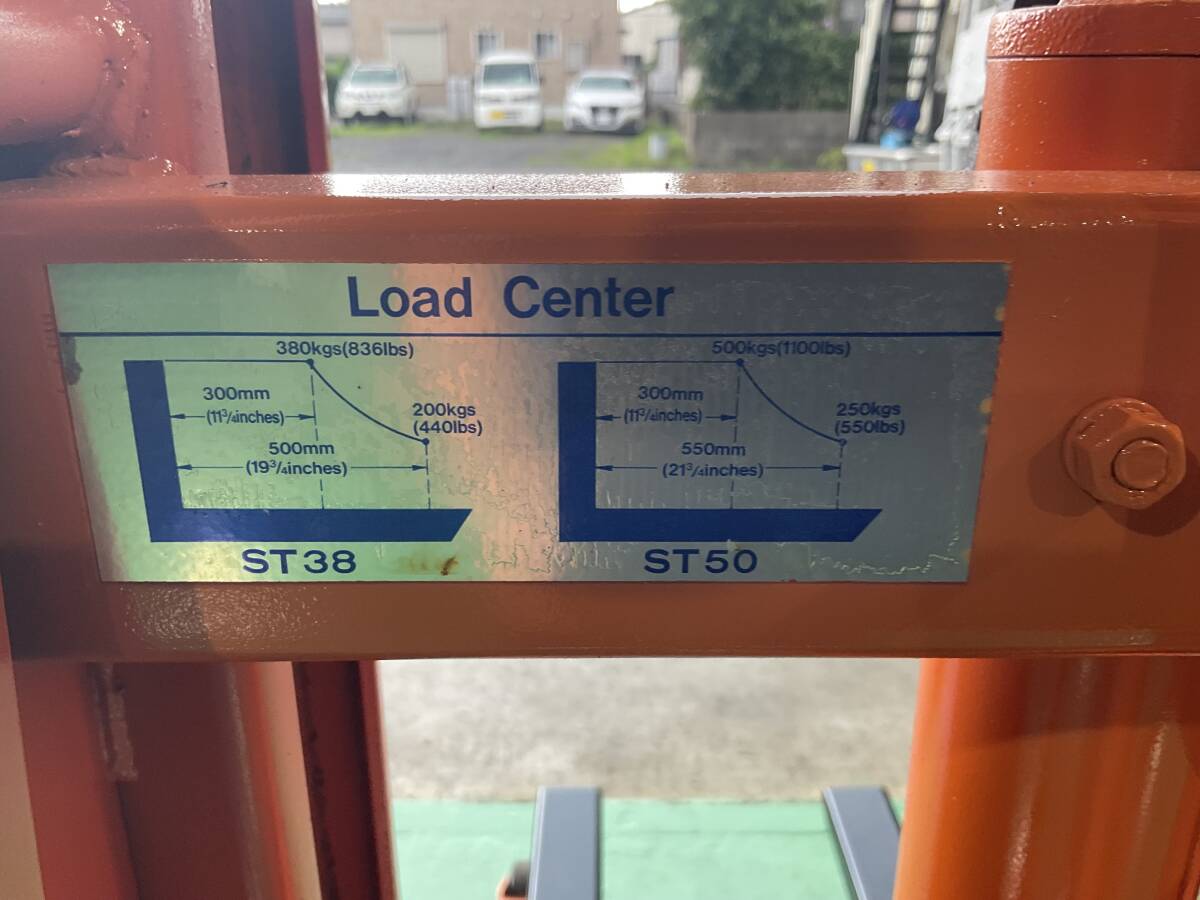 Load Center
380kgs(836lbs)
300mm
(11³/₄inches)
200kgs
(440lbs)
500mm
(19³/₄inches)
ST38
500kgs(1100lbs)
300mm
(11³/₄inches)
250kgs
(550lbs)
550mm
(21³/₄inches)
ST50